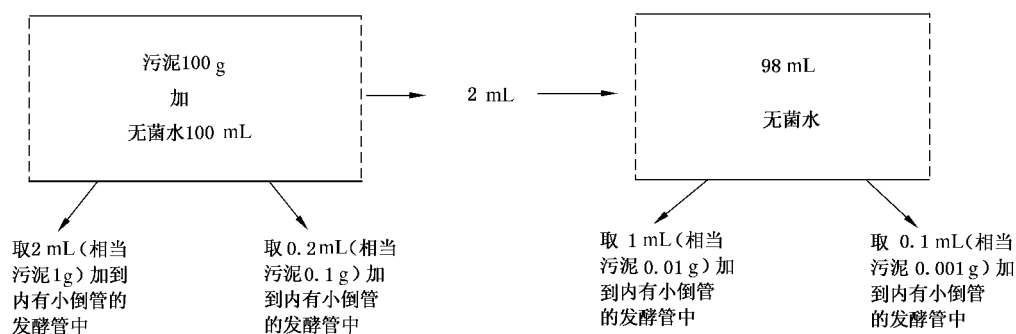 污泥100 g
加
无菌水100 mL
2 mL
98 mL
无菌水
取2 mL(相当
污泥1g)加到
内有小倒管的
发酵管中
取0.2mL(相当
污泥0.1g)加
到内有小倒管
的发酵管中
取 1 mL(相当
污泥0.01g)加
到内有小倒管
的发酵管中
取 0.1 mL(相当
污泥0.001g)加
到内有小倒管
的发酵管中